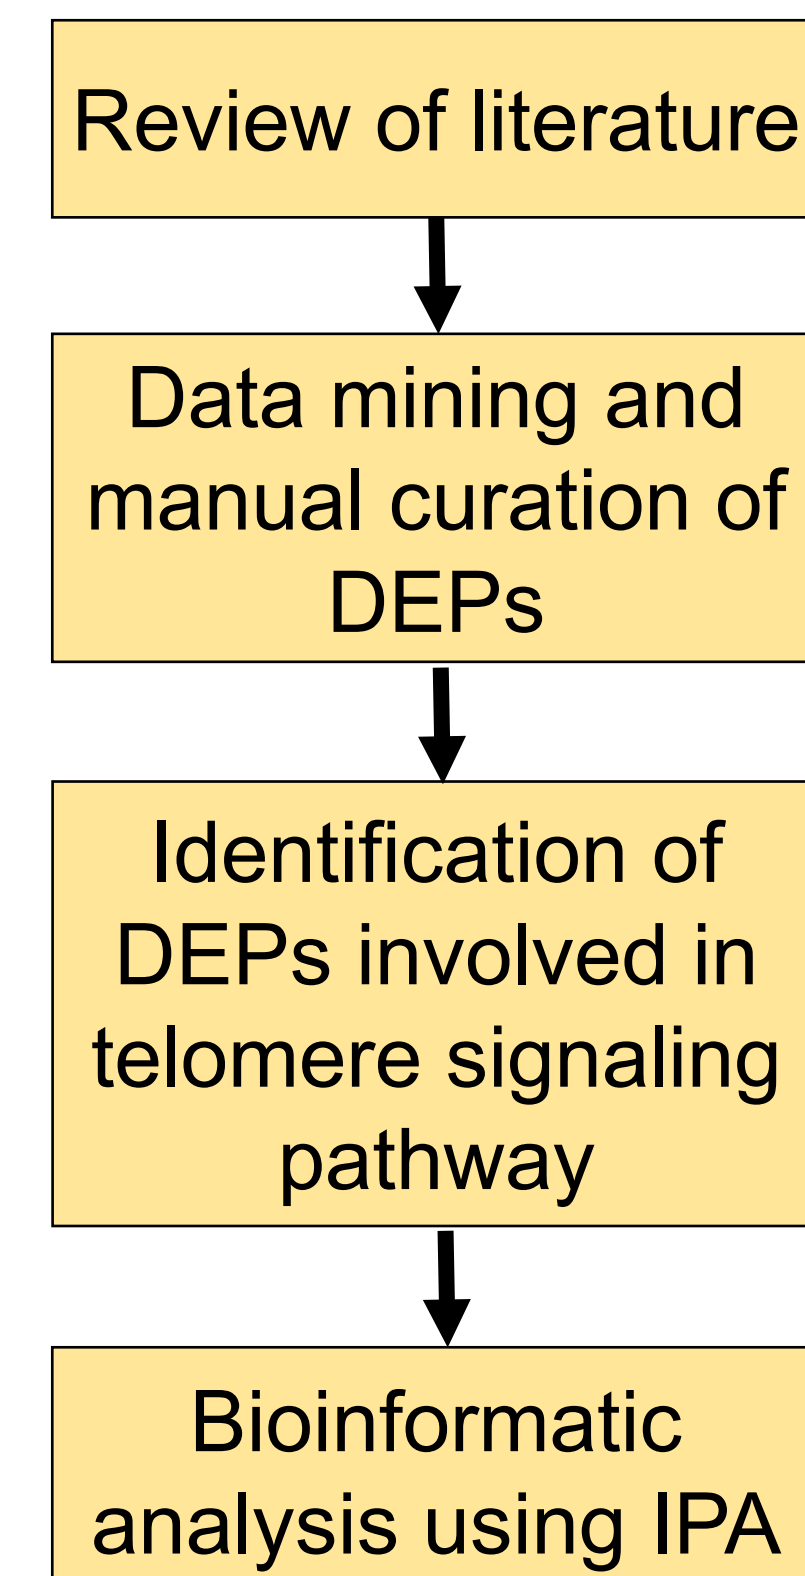 Review of literature
Data mining and
manual curation of
DEPs
Identification of
DEPs involved in
telomere signaling
pathway
Bioinformatic
analysis using IPA